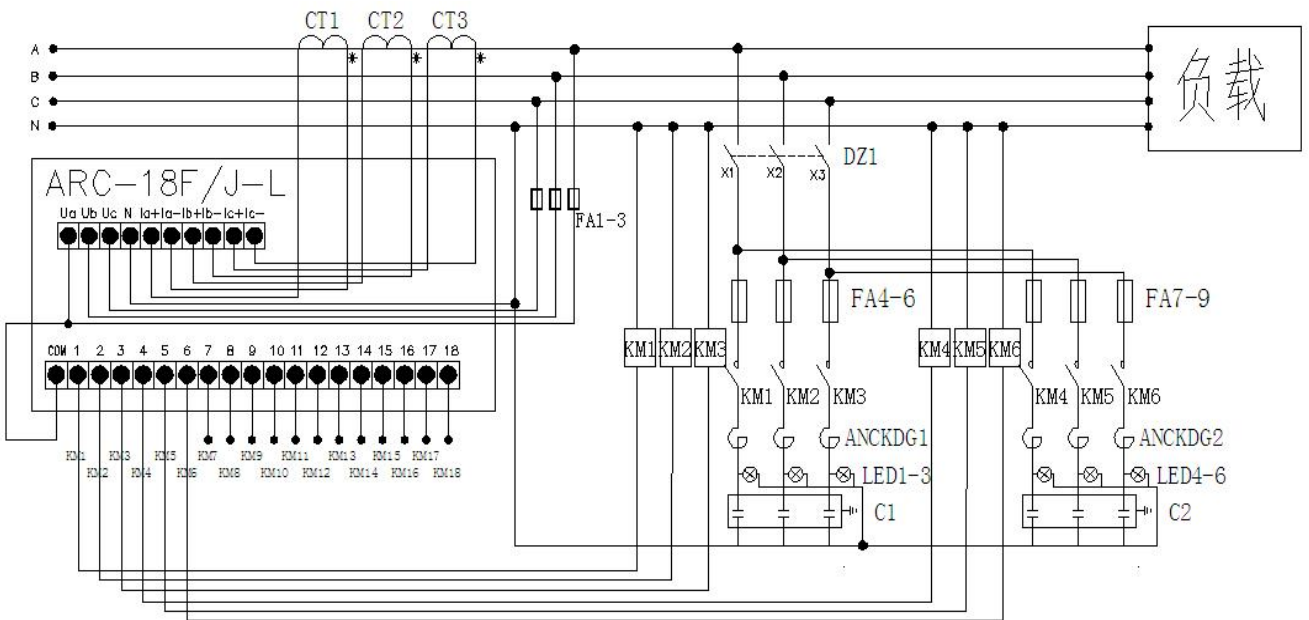 CT1 CT2 CT3
A
B
C
N
负载
* * *
DZ1
X1 X2 X3
ARC-18F/J-L
Ua Ub Uc N Ia+ Ia- Ib+ Ib- Ic+ Ic-
FA1-3
FA4-6 FA7-9
KM1 KM2 KM3 KM4 KM5 KM6
COM 1 2 3 4 5 6 7 8 9 10 11 12 13 14 15 16 17 18
KM1 KM2 KM3 KM4 KM5 KM6
ANCKDG1 ANCKDG2
KM1 KM3 KM5 KM7 KM9 KM11 KM13 KM15 KM17
KM2 KM4 KM6 KM8 KM10 KM12 KM14 KM16 KM18
LED1-3 LED4-6
C1 C2